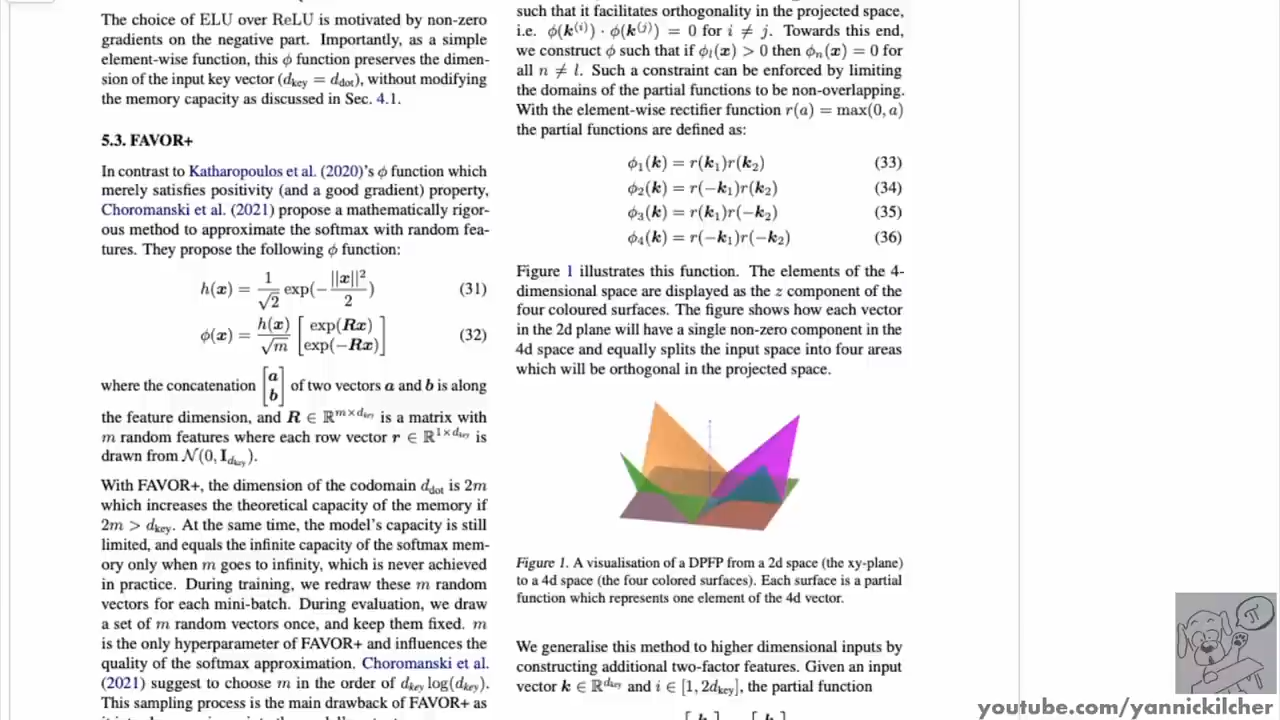 The choice of ELU over ReLU is motivated by non-zero
gradients on the negative part. Importantly, as a simple
element-wise function, this ϕ function preserves the dimen-
sion of the input key vector (d_key = d_dot), without modifying
the memory capacity as discussed in Sec. 4.1.
5.3. FAVOR+
In contrast to Katharopoulos et al. (2020)'s ϕ function which
merely satisfies positivity (and a good gradient) property,
Choromanski et al. (2021) propose a mathematically rigor-
ous method to approximate the softmax with random fea-
tures. They propose the following ϕ function:
h(x) = 1/√2 exp(−||x||²/2) (31)
ϕ(x) = h(x)/√m [exp(Rx) exp(−Rx)] (32)
where the concatenation [a b] of two vectors a and b is along
the feature dimension, and R ∈ ℝ^{m×d_key} is a matrix with
m random features where each row vector r ∈ ℝ^{1×d_key} is
drawn from 𝒩(0, I_{d_key}).
With FAVOR+, the dimension of the codomain d_dot is 2m
which increases the theoretical capacity of the memory if
2m > d_key. At the same time, the model's capacity is still
limited, and equals the infinite capacity of the softmax mem-
ory only when m goes to infinity, which is never achieved
in practice. During training, we redraw these m random
vectors for each mini-batch. During evaluation, we draw
a set of m random vectors once, and keep them fixed. m
is the only hyperparameter of FAVOR+ and influences the
quality of the softmax approximation. Choromanski et al.
(2021) suggest to choose m in the order of d_key log(d_key).
This sampling process is the main drawback of FAVOR+ as
such that it facilitates orthogonality in the projected space,
i.e. ϕ(k^(i)) · ϕ(k^(j)) = 0 for i ≠ j. Towards this end,
we construct ϕ such that if ϕ_l(x) > 0 then ϕ_n(x) = 0 for
all n ≠ l. Such a constraint can be enforced by limiting
the domains of the partial functions to be non-overlapping.
With the element-wise rectifier function r(a) = max(0, a)
the partial functions are defined as:
ϕ₁(k) = r(k₁)r(k₂) (33)
ϕ₂(k) = r(−k₁)r(k₂) (34)
ϕ₃(k) = r(k₁)r(−k₂) (35)
ϕ₄(k) = r(−k₁)r(−k₂) (36)
Figure 1 illustrates this function. The elements of the 4-
dimensional space are displayed as the z component of the
four coloured surfaces. The figure shows how each vector
in the 2d plane will have a single non-zero component in the
4d space and equally splits the input space into four areas
which will be orthogonal in the projected space.
Figure 1. A visualisation of a DPFP from a 2d space (the xy-plane)
to a 4d space (the four colored surfaces). Each surface is a partial
function which represents one element of the 4d vector.
We generalise this method to higher dimensional inputs by
constructing additional two-factor features. Given an input
vector k ∈ ℝ^{d_key} and i ∈ [1, 2d_key], the partial function
π
youtube.com/yannickilcher